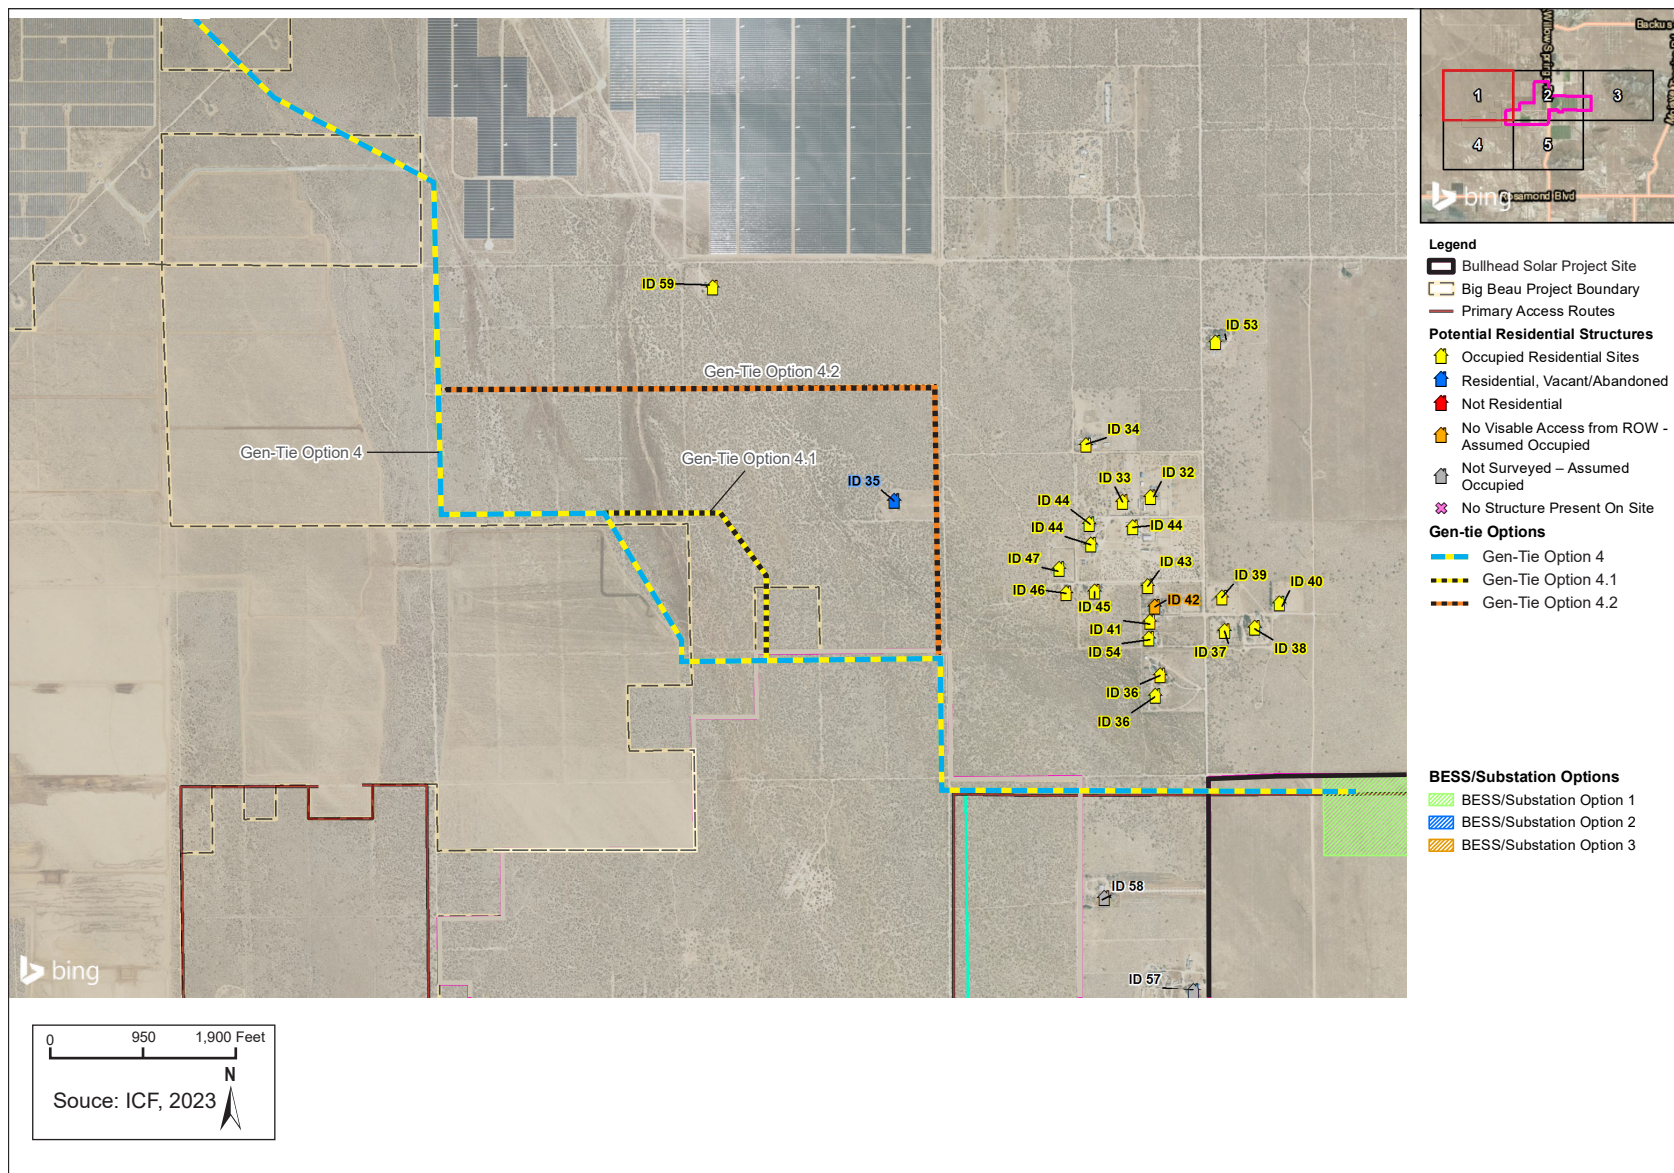 ID 59
ID 53
Gen-Tie Option 4.2
ID 34
Gen-Tie Option 4
Gen-Tie Option 4.1
ID 35
ID 33
ID 32
ID 44
ID 44
ID 44
ID 47
ID 43
ID 46
ID 45
ID 42
ID 39
ID 40
ID 41
ID 54
ID 37
ID 38
ID 36
ID 36
ID 58
ID 57
bing
0 950 1,900 Feet
N
Souce: ICF, 2023
1
2
3
4
5
bing
Rosamond Blvd
Legend
Bullhead Solar Project Site
Big Beau Project Boundary
Primary Access Routes
Potential Residential Structures
Occupied Residential Sites
Residential, Vacant/Abandoned
Not Residential
No Visable Access from ROW -
Assumed Occupied
Not Surveyed – Assumed
Occupied
No Structure Present On Site
Gen-tie Options
Gen-Tie Option 4
Gen-Tie Option 4.1
Gen-Tie Option 4.2
BESS/Substation Options
BESS/Substation Option 1
BESS/Substation Option 2
BESS/Substation Option 3